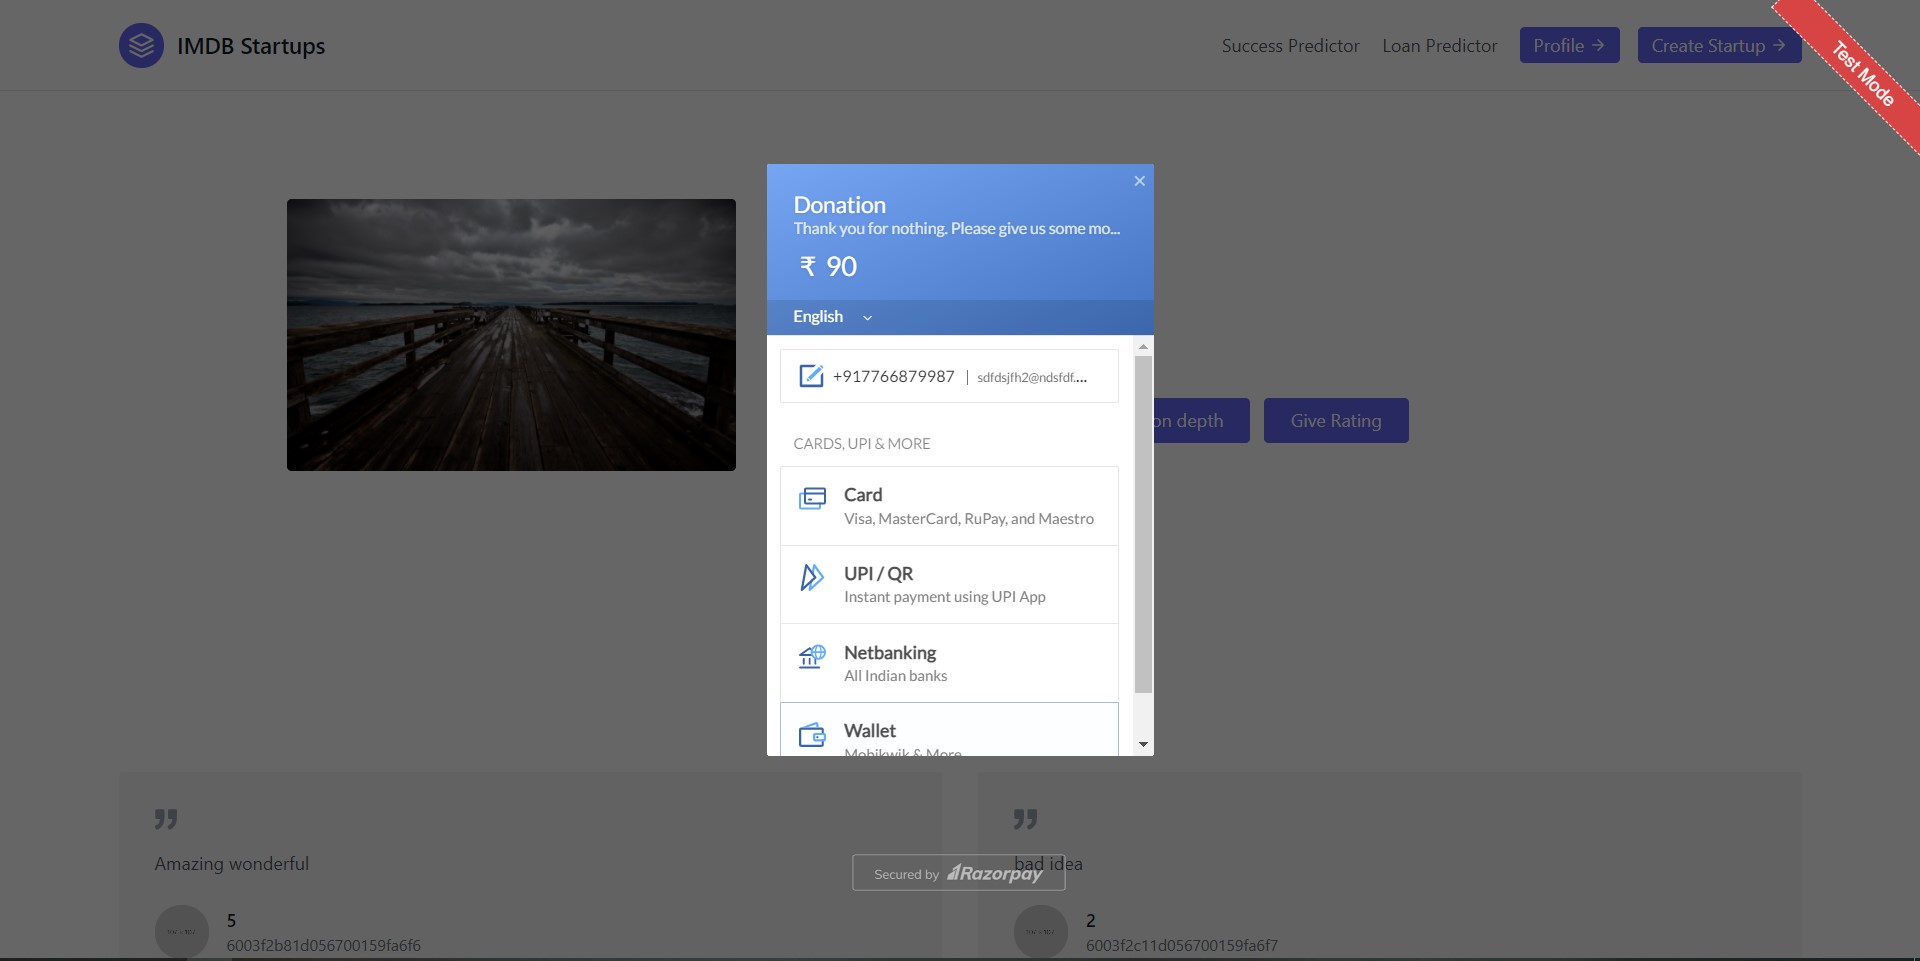 IMDB Startups
Success Predictor
Loan Predictor
Profile →
Create Startup →
Test Mode
Donation
Thank you for nothing. Please give us some mo...
₹ 90
English
+917766879987 | sdfdsjfh2@ndsfdf....
CARDS, UPI & MORE
Card
Visa, MasterCard, RuPay, and Maestro
UPI / QR
Instant payment using UPI App
Netbanking
All Indian banks
Wallet
Mobikwik & More
on depth
Give Rating
Amazing wonderful
5
6003f2b81d056700159fa6f6
bad idea
2
6003f2c11d056700159fa6f7
Secured by Razorpay